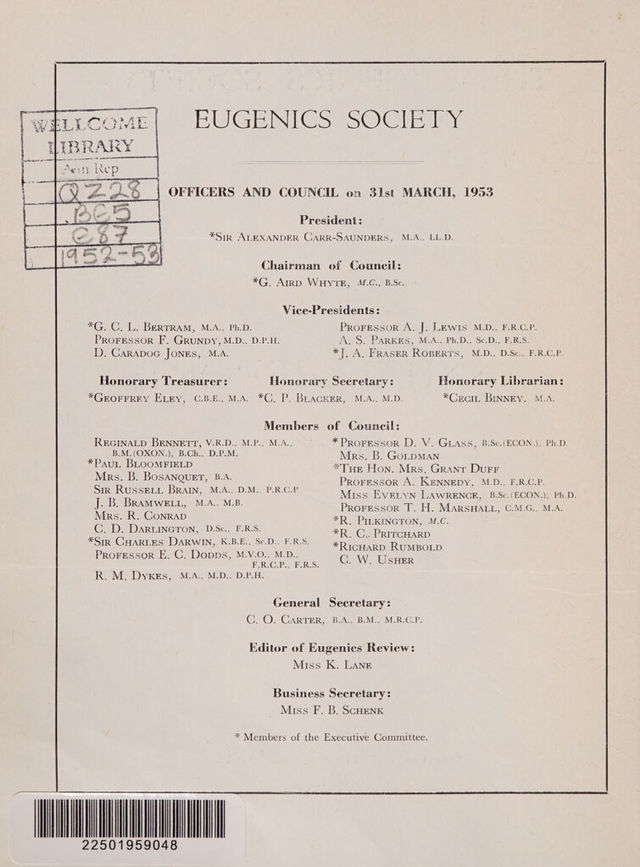 WELLCOME
LIBRARY
Ann Rep
QZ28
.BC5
E87
1952-53
EUGENICS SOCIETY
OFFICERS AND COUNCIL on 31st MARCH, 1953
President:
*Sir Alexander Carr-Saunders, M.A., LL.D.
Chairman of Council:
*G. Aird Whyte, M.C., B.Sc.
Vice-Presidents:
*G. C. L. Bertram, M.A., Ph.D.
Professor F. Grundy, M.D., D.P.H.
D. Caradog Jones, M.A.
Professor A. J. Lewis M.D., F.R.C.P.
A. S. Parkes, M.A., Ph.D., Sc.D., F.R.S.
*J. A. Fraser Roberts, M.D., D.Sc., F.R.C.P.
Honorary Treasurer:
*Geoffrey Eley, C.B.E., M.A.
Honorary Secretary:
*C. P. Blacker, M.A., M.D.
Honorary Librarian:
*Cecil Binney, M.A.
Members of Council:
Reginald Bennett, V.R.D., M.P., M.A.,
B.M.(OXON.), B.Ch., D.P.M.
*Paul Bloomfield
Mrs. B. Bosanquet, B.A.
Sir Russell Brain, M.A., D.M., P.R.C.P.
J. B. Bramwell, M.A., M.B.
Mrs. R. Conrad
C. D. Darlington, D.Sc., F.R.S.
*Sir Charles Darwin, K.B.E., Sc.D., F.R.S.
Professor E. C. Dodds, M.V.O., M.D.,
F.R.C.P., F.R.S.
R. M. Dykes, M.A., M.D., D.P.H.
*Professor D. V. Glass, B.Sc.(ECON.), Ph.D.
Mrs. B. Goldman
*The Hon. Mrs. Grant Duff
Professor A. Kennedy, M.D., F.R.C.P.
Miss Evelyn Lawrence, B.Sc.(ECON.), Ph.D.
Professor T. H. Marshall, C.M.G., M.A.
*R. Pilkington, M.C.
*R. C. Pritchard
*Richard Rumbold
C. W. Usher
General Secretary:
C. O. Carter, B.A., B.M., M.R.C.P.
Editor of Eugenics Review:
Miss K. Lane
Business Secretary:
Miss F. B. Schenk
* Members of the Executive Committee.
22501959048